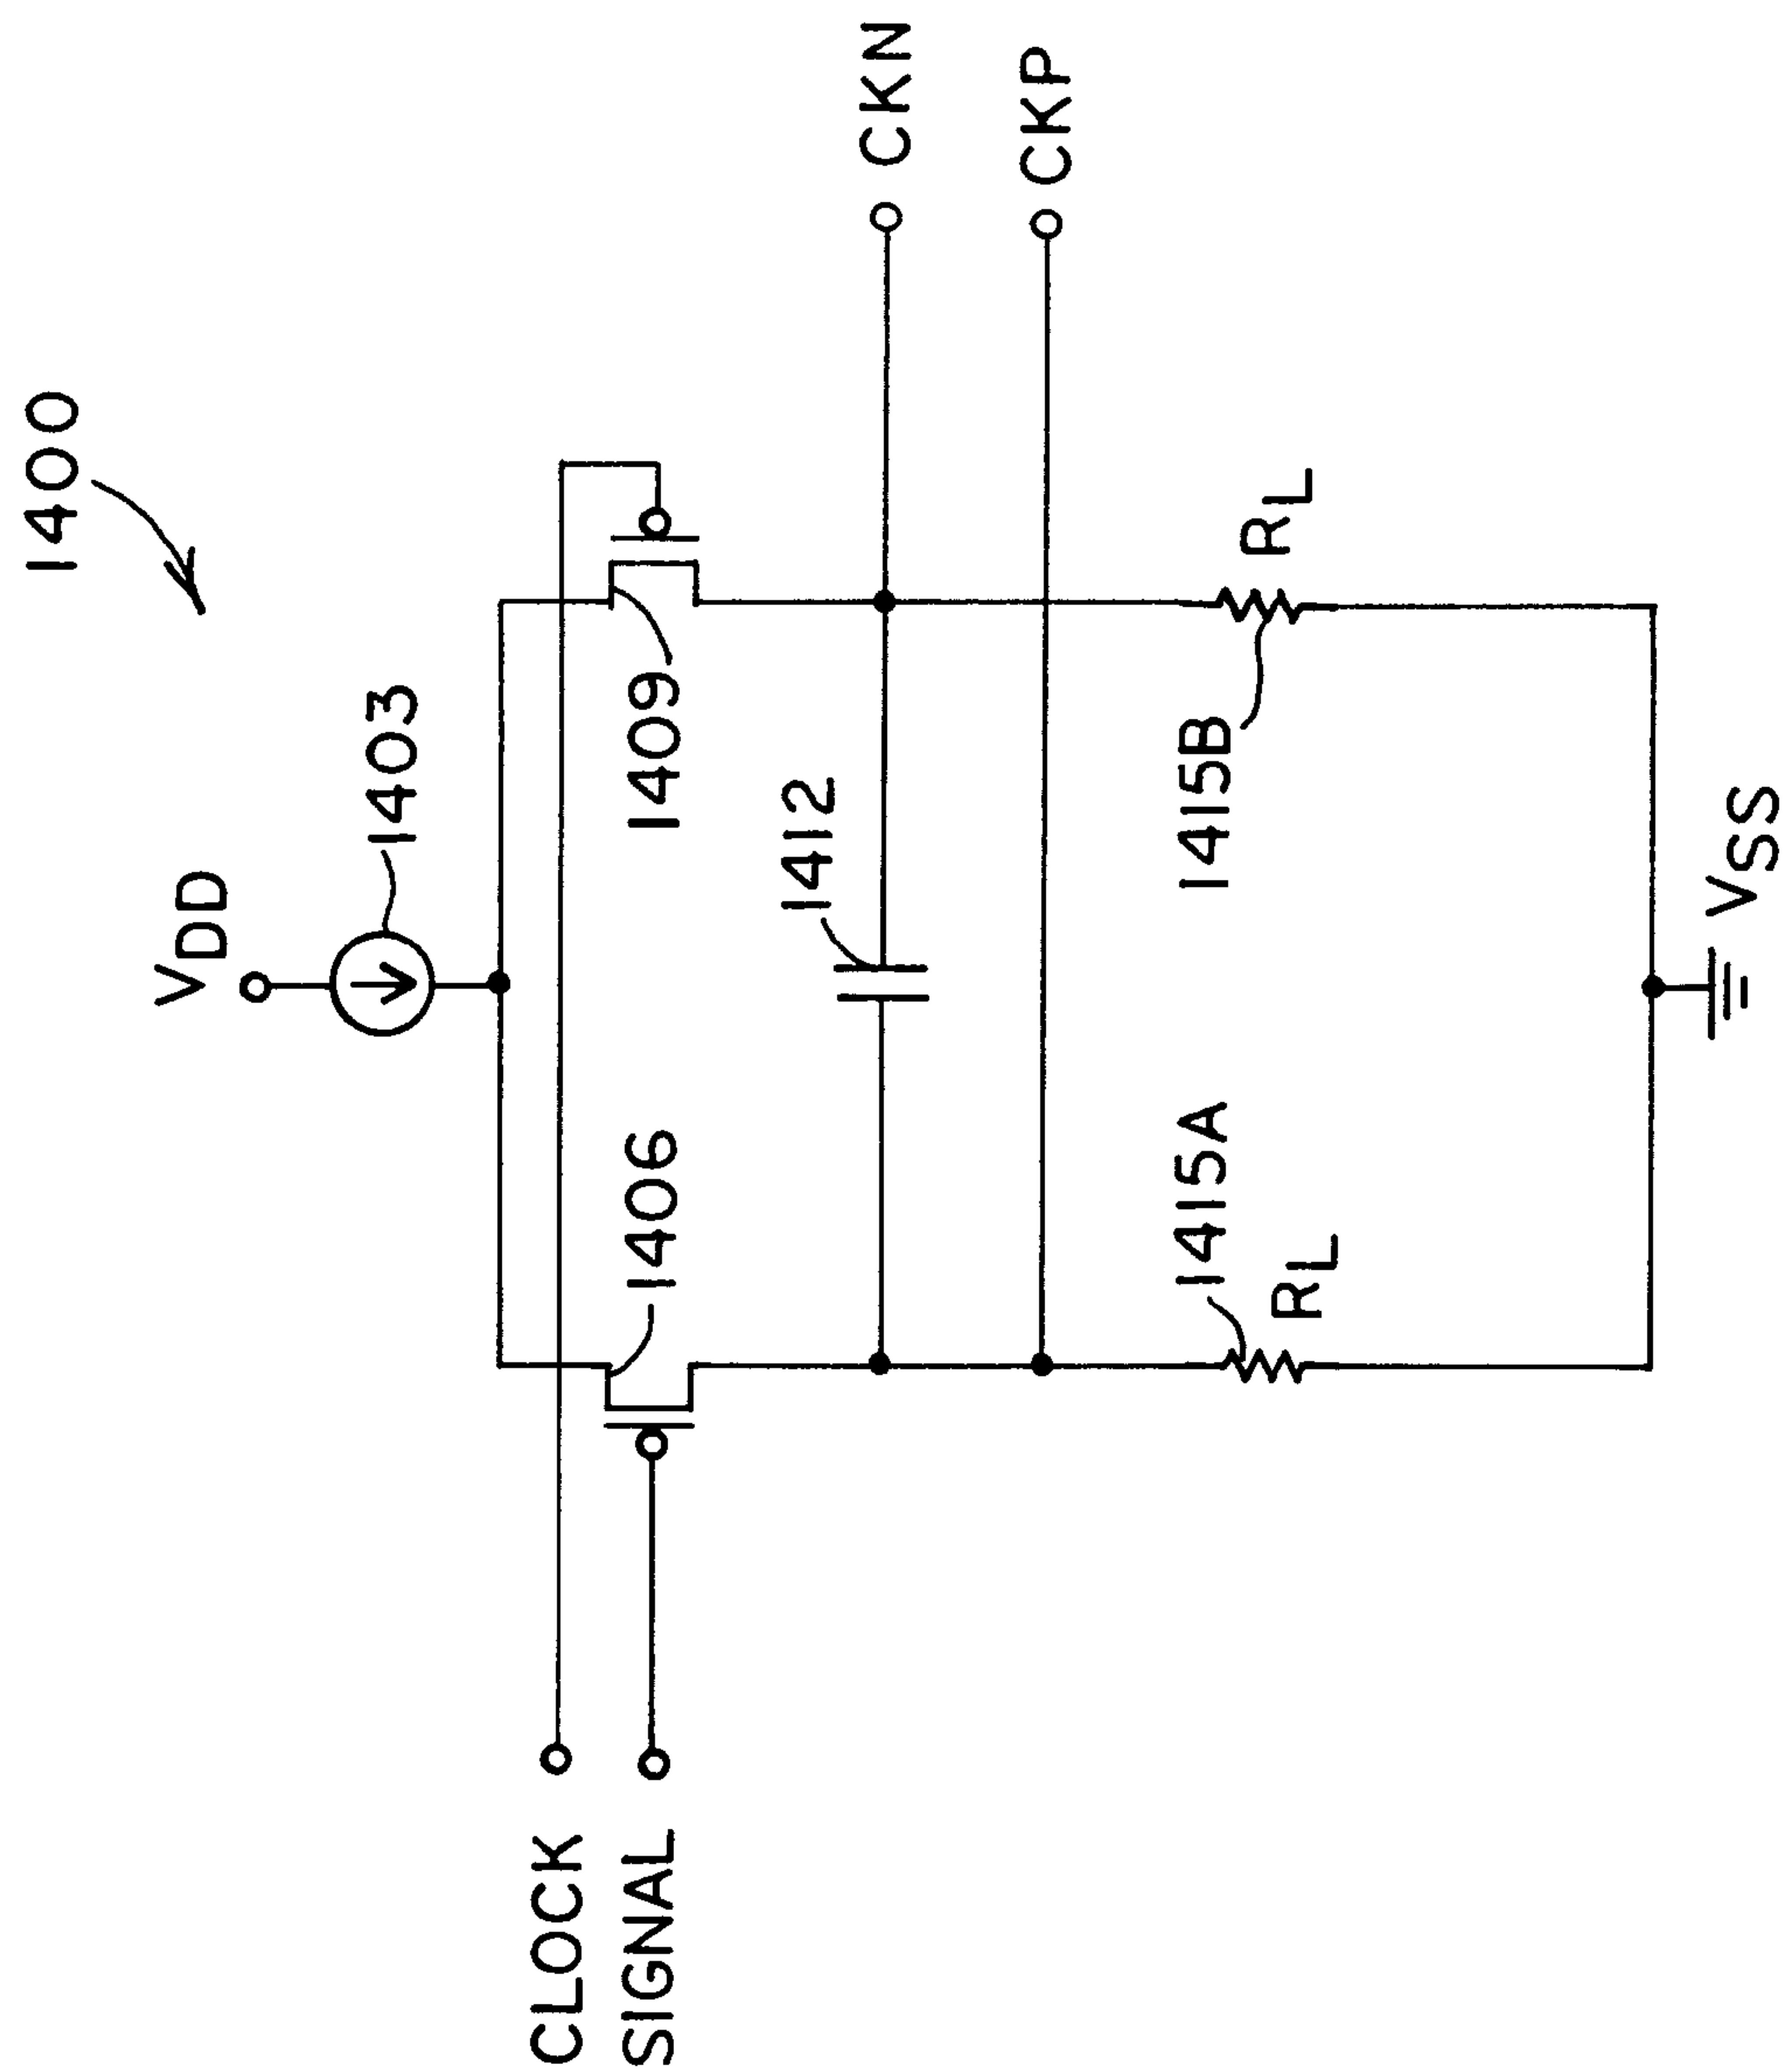 1400
VDD
1403
CLOCK
SIGNAL
1406
1409
1412
CKN
CKP
1415A
RL
1415B
RL
VSS